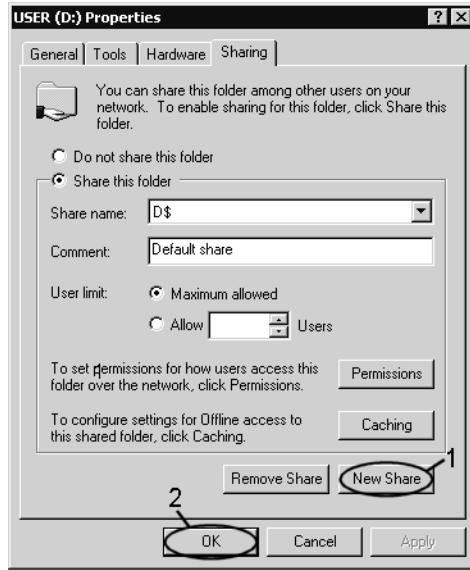 USER (D:) Properties
General Tools Hardware Sharing
You can share this folder among other users on your
network. To enable sharing for this folder, click Share this
folder.
Do not share this folder
Share this folder
Share name: D$
Comment: Default share
User limit: Maximum allowed
Allow Users
To set permissions for how users access this
folder over the network, click Permissions.
Permissions
To configure settings for Offline access to
this shared folder, click Caching.
Caching
1
Remove Share New Share
2
OK Cancel Apply